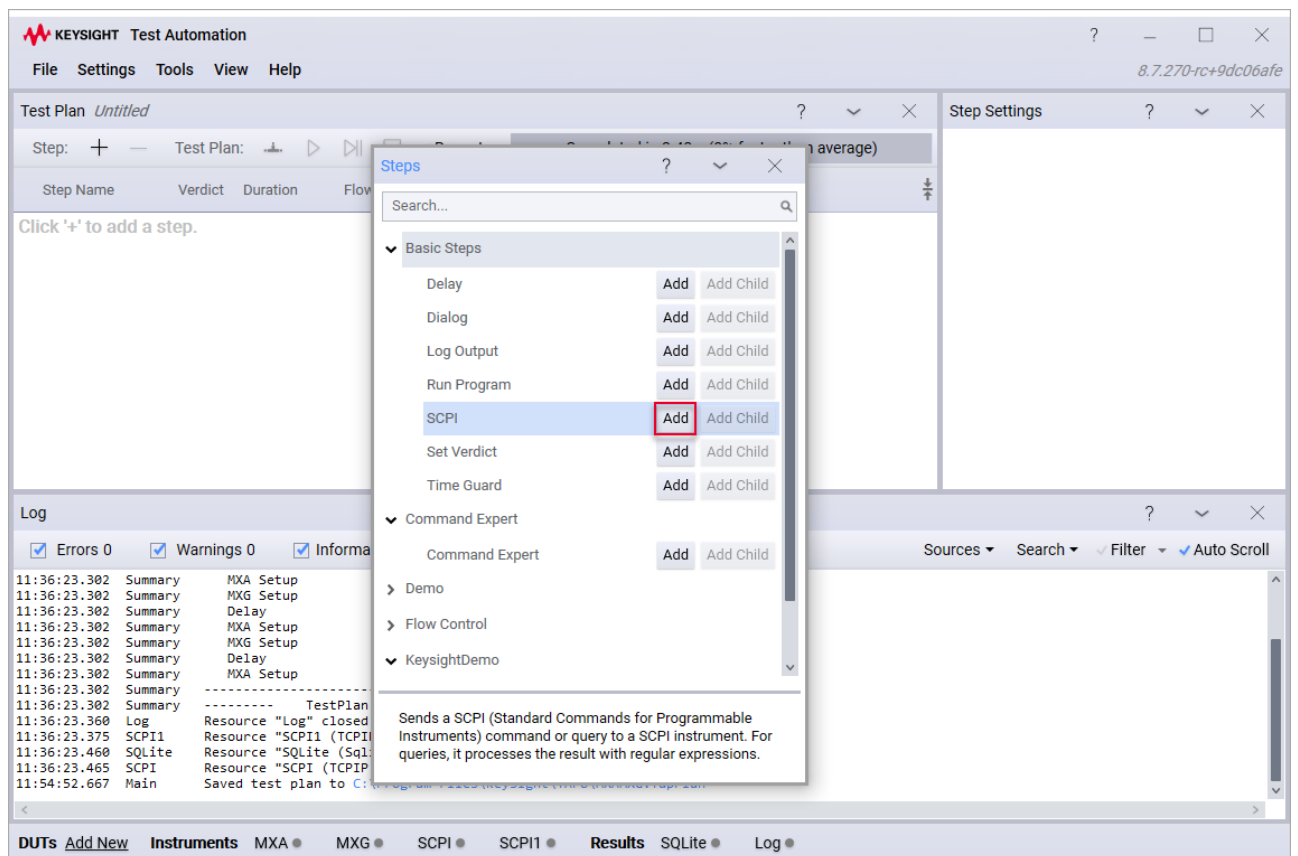 KEYSIGHT Test Automation ?
File Settings Tools View Help 8.7.270-rc+9dc06afe
Test Plan Untitled ?
Step Settings ?
Step: Test Plan: average)
Step Name Verdict Duration Flow
Click '+' to add a step.
Steps ?
Search...
Basic Steps
Delay Add Add Child
Dialog Add Add Child
Log Output Add Add Child
Run Program Add Add Child
SCPI Add Add Child
Set Verdict Add Add Child
Time Guard Add Add Child
Command Expert
Command Expert Add Add Child
Demo
Flow Control
KeysightDemo
Sends a SCPI (Standard Commands for Programmable
Instruments) command or query to a SCPI instrument. For
queries, it processes the result with regular expressions.
Log ?
Errors 0 Warnings 0 Informa Sources Search Filter Auto Scroll
11:36:23.302 Summary MXA Setup
11:36:23.302 Summary MXG Setup
11:36:23.302 Summary Delay
11:36:23.302 Summary MXA Setup
11:36:23.302 Summary MXG Setup
11:36:23.302 Summary Delay
11:36:23.302 Summary MXA Setup
11:36:23.302 Summary ---------------------
11:36:23.302 Summary --------- TestPlan
11:36:23.360 Log Resource "Log" closed
11:36:23.375 SCPI1 Resource "SCPI1 (TCPI
11:36:23.460 SQLite Resource "SQLite (Sql
11:36:23.465 SCPI Resource "SCPI (TCPIP
11:54:52.667 Main Saved test plan to C:
DUTs Add New Instruments MXA MXG SCPI SCPI1 Results SQLite Log